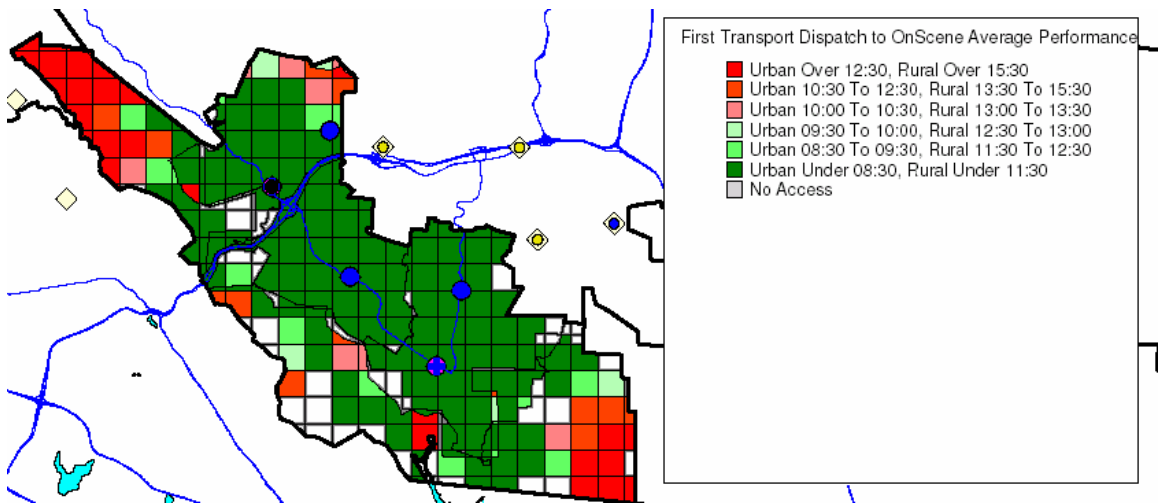 First Transport Dispatch to OnScene Average Performance
Urban Over 12:30, Rural Over 15:30
Urban 10:30 To 12:30, Rural 13:30 To 15:30
Urban 10:00 To 10:30, Rural 13:00 To 13:30
Urban 09:30 To 10:00, Rural 12:30 To 13:00
Urban 08:30 To 09:30, Rural 11:30 To 12:30
Urban Under 08:30, Rural Under 11:30
No Access